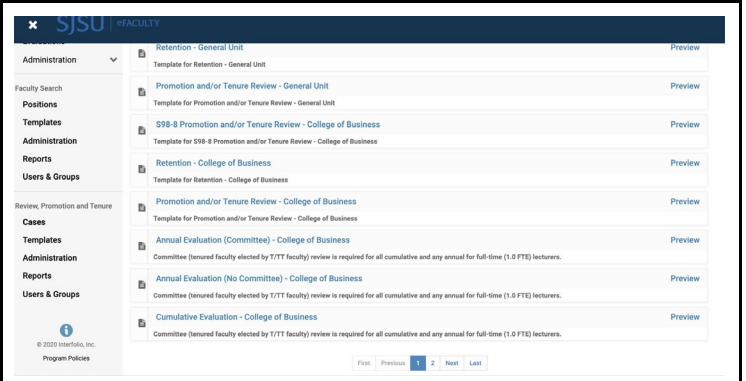 × SJSU | eFACULTY
Evaluations
Administration
Faculty Search
Positions
Templates
Administration
Reports
Users & Groups
Review, Promotion and Tenure
Cases
Templates
Administration
Reports
Users & Groups
© 2020 Interfolio, Inc.
Program Policies
Retention - General Unit Preview
Template for Retention - General Unit
Promotion and/or Tenure Review - General Unit Preview
Template for Promotion and/or Tenure Review - General Unit
S98-8 Promotion and/or Tenure Review - College of Business Preview
Template for S98-8 Promotion and/or Tenure Review - College of Business
Retention - College of Business Preview
Template for Retention - College of Business
Promotion and/or Tenure Review - College of Business Preview
Template for Promotion and/or Tenure Review - College of Business
Annual Evaluation (Committee) - College of Business Preview
Committee (tenured faculty elected by T/TT faculty) review is required for all cumulative and any annual for full-time (1.0 FTE) lecturers.
Annual Evaluation (No Committee) - College of Business Preview
Committee (tenured faculty elected by T/TT faculty) review is required for all cumulative and any annual for full-time (1.0 FTE) lecturers.
Cumulative Evaluation - College of Business Preview
Committee (tenured faculty elected by T/TT faculty) review is required for all cumulative and any annual for full-time (1.0 FTE) lecturers.
First Previous 1 2 Next Last